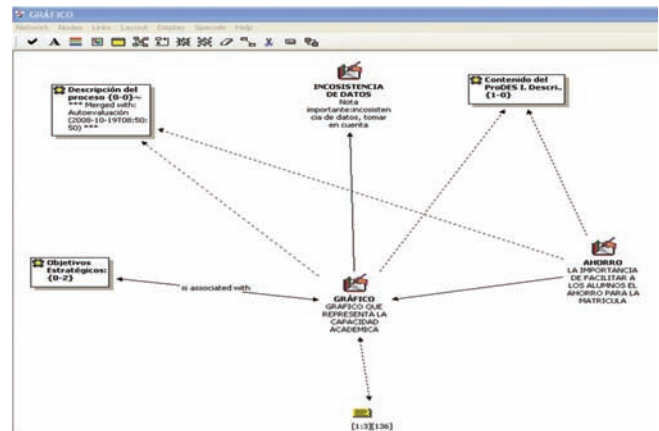 GRÁFICO
Network Nodes Links Layout Display Specials Help
Descripción del
proceso {0-0}~
*** Merged with:
Autoevaluación
(2008-10-19T08:50:
50) ***
INCOSISTENCIA
DE DATOS
Nota
importante:incosisten
cia de datos, tomar
en cuenta
Contenido del
ProDES I. Descri..
{1-0}
Objetivos
Estratégicos:
{0-2}
is associated with
GRÁFICO
GRAFICO QUE
REPRESENTA LA
CAPACIDAD
ACADEMICA
AHORRO
LA IMPORTANCIA
DE FACILITAR A
LOS ALUMNOS EL
AHORRO PARA LA
MATRICULA
[1:3][136]